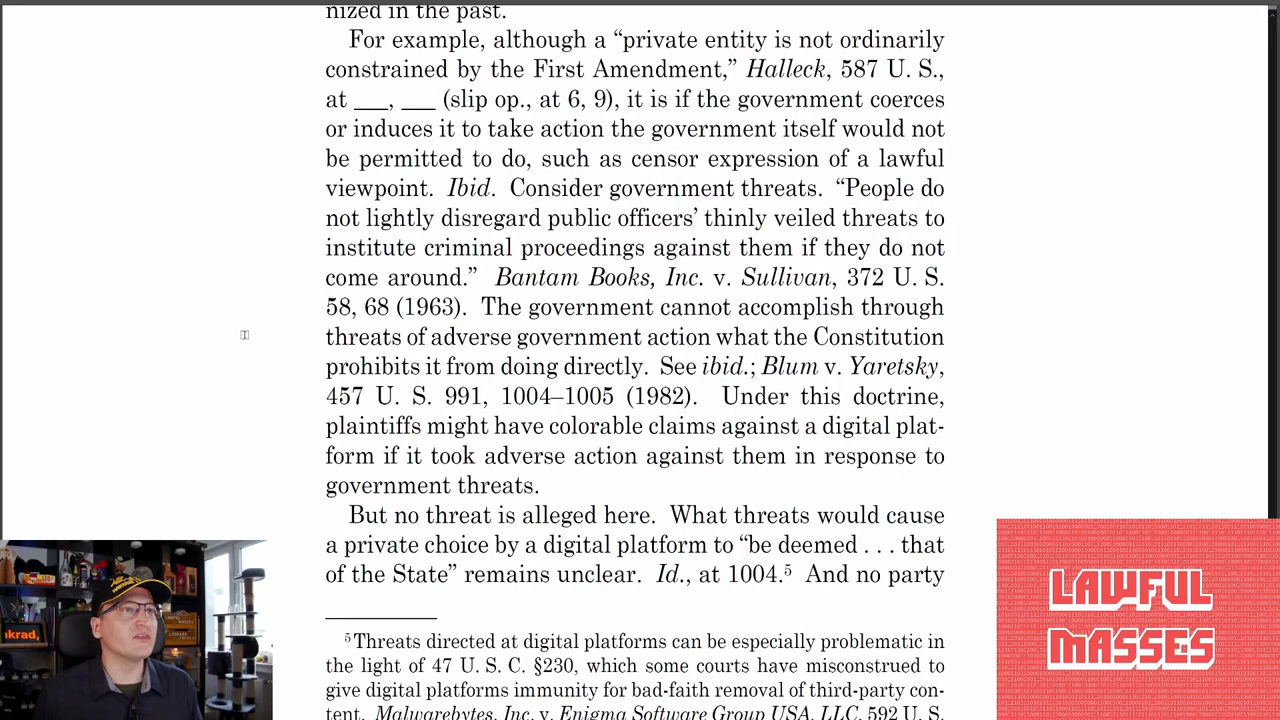 nized in the past.
For example, although a “private entity is not ordinarily
constrained by the First Amendment,” Halleck, 587 U. S.,
at ___, ___ (slip op., at 6, 9), it is if the government coerces
or induces it to take action the government itself would not
be permitted to do, such as censor expression of a lawful
viewpoint. Ibid. Consider government threats. “People do
not lightly disregard public officers’ thinly veiled threats to
institute criminal proceedings against them if they do not
come around.” Bantam Books, Inc. v. Sullivan, 372 U. S.
58, 68 (1963). The government cannot accomplish through
threats of adverse government action what the Constitution
prohibits it from doing directly. See ibid.; Blum v. Yaretsky,
457 U. S. 991, 1004–1005 (1982). Under this doctrine,
plaintiffs might have colorable claims against a digital plat-
form if it took adverse action against them in response to
government threats.
But no threat is alleged here. What threats would cause
a private choice by a digital platform to “be deemed . . . that
of the State” remains unclear. Id., at 1004.⁵ And no party
⁵Threats directed at digital platforms can be especially problematic in
the light of 47 U. S. C. §230, which some courts have misconstrued to
give for bad-faith removal of third-party con-
Enigma Software Group USA, LLC, 592 U. S.
ikrad,
LAWFUL
MASSES